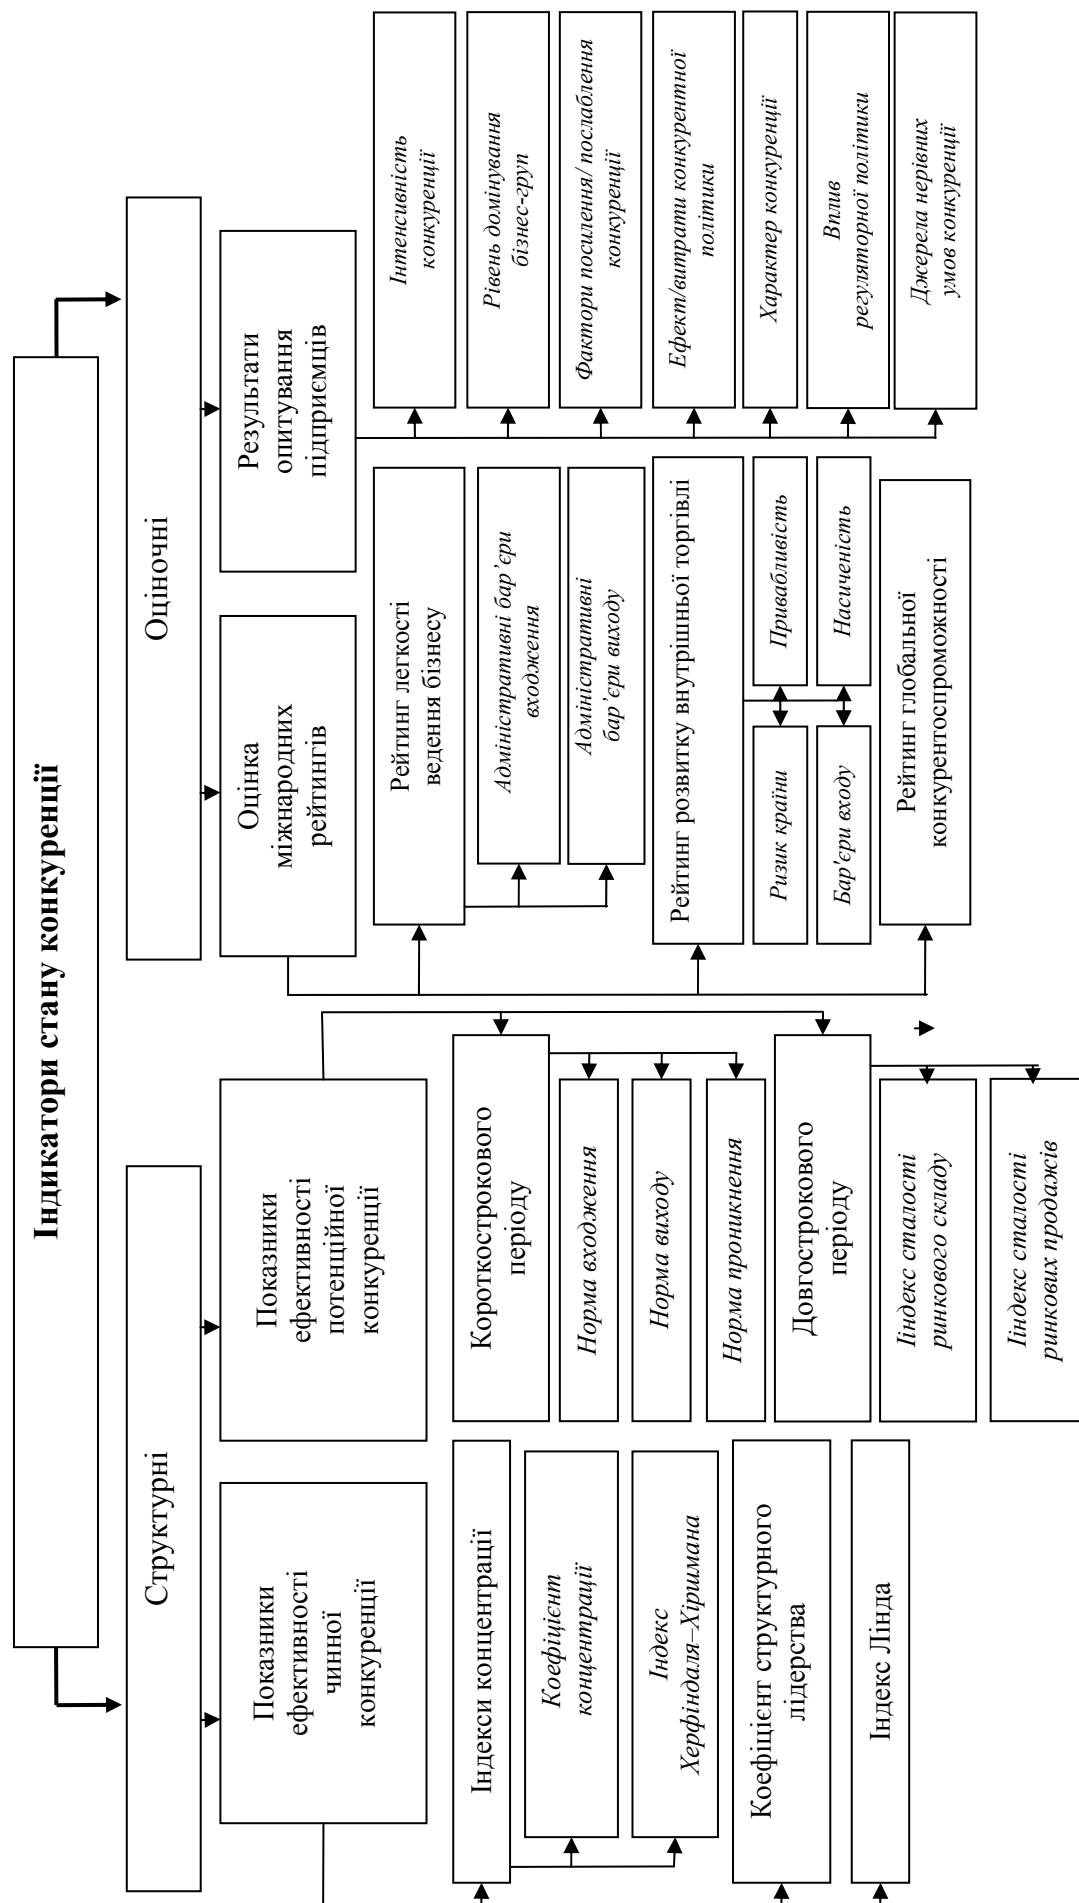 Індикатори стану конкуренції
Структурні
Оціночні
Показники
ефективності
чинної
конкуренції
Показники
ефективності
потенційної
конкуренції
Оцінка
міжнародних
рейтингів
Результати
опитування
підприємців
Індекси концентрації
Коефіцієнт
концентрації
Індекс
Херфіндаля–Хіршмана
Коефіцієнт структурного
лідерства
Індекс Лінда
Короткострокового
періоду
Норма входження
Норма виходу
Норма проникнення
Довгострокового
періоду
Ііндекс сталості
ринкового складу
Ііндекс сталості
ринкових продажів
Рейтинг легкості
ведення бізнесу
Адміністративні бар’єри
входження
Адміністративні
бар’єри виходу
Рейтинг розвитку внутрішньої торгівлі
Ризик країни
Привабливість
Бар'єри входу
Насиченість
Рейтинг глобальної
конкурентоспроможності
Інтенсивність
конкуренції
Рівень домінування
бізнес-груп
Фактори посилення/ послаблення
конкуренції
Ефект/витрати конкурентної
політики
Характер конкуренції
Вплив
регуляторної політики
Джерела нерівних
умов конкуренції